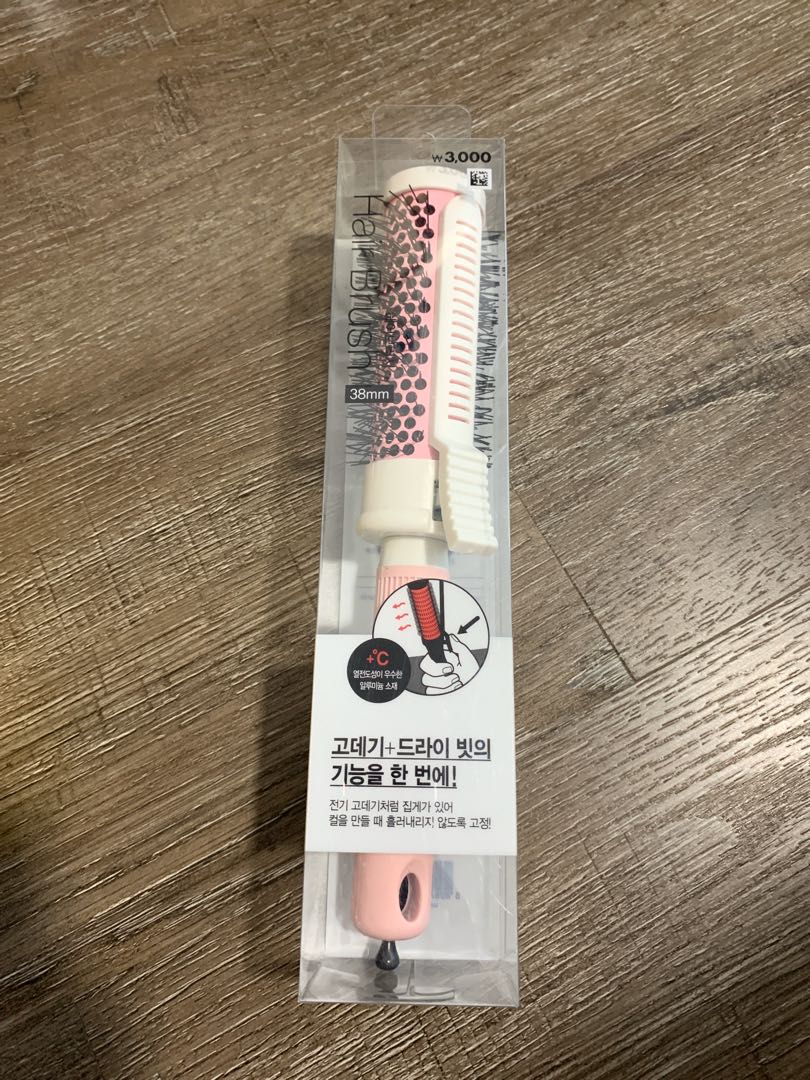 ₩3,000
Hair Brush
38mm
+℃
열전도성이 우수한
알루미늄 소재
고데기+드라이 빗의
기능을 한 번에!
전기 고데기처럼 집게가 있어
컬을 만들 때 흘러내리지 않도록 고정!